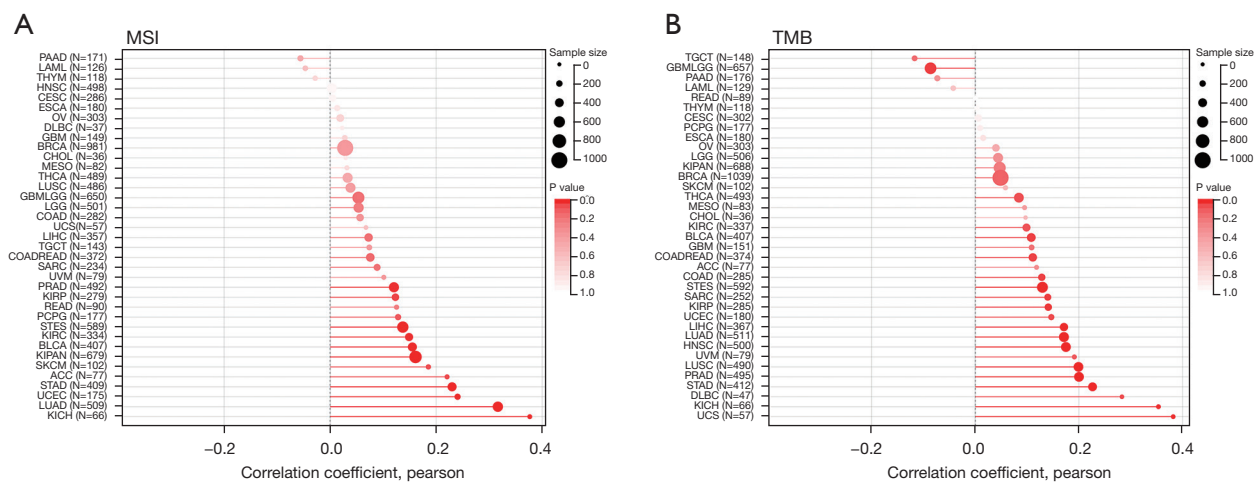 A
MSI
PAAD (N=171)
LAML (N=126)
THYM (N=118)
HNSC (N=498)
CESC (N=286)
ESCA (N=180)
OV (N=303)
DLBC (N=37)
GBM (N=149)
BRCA (N=981)
CHOL (N=36)
MESO (N=82)
THCA (N=489)
LUSC (N=486)
GBMLGG (N=650)
LGG (N=501)
COAD (N=282)
UCS(N=57)
LIHC (N=357)
TGCT (N=143)
COADREAD (N=372)
SARC (N=234)
UVM (N=79)
PRAD (N=492)
KIRP (N=279)
READ (N=90)
PCPG (N=177)
STES (N=589)
KIRC (N=334)
BLCA (N=407)
KIPAN (N=679)
SKCM (N=102)
ACC (N=77)
STAD (N=409)
UCEC (N=175)
LUAD (N=509)
KICH (N=66)
−0.2 0.0 0.2 0.4
Correlation coefficient, pearson
Sample size
0
200
400
600
800
1000
P value
0.0
0.2
0.4
0.6
0.8
1.0
B
TMB
TGCT (N=148)
GBMLGG (N=657)
PAAD (N=176)
LAML (N=129)
READ (N=89)
THYM (N=118)
CESC (N=302)
PCPG (N=177)
ESCA (N=180)
OV (N=303)
LGG (N=506)
KIPAN (N=688)
BRCA (N=1039)
SKCM (N=102)
THCA (N=493)
MESO (N=83)
CHOL (N=36)
KIRC (N=337)
BLCA (N=407)
GBM (N=151)
COADREAD (N=374)
ACC (N=77)
COAD (N=285)
STES (N=592)
SARC (N=252)
KIRP (N=285)
UCEC (N=180)
LIHC (N=367)
LUAD (N=511)
HNSC (N=500)
UVM (N=79)
LUSC (N=490)
PRAD (N=495)
STAD (N=412)
DLBC (N=47)
KICH (N=66)
UCS (N=57)
−0.2 0.0 0.2 0.4
Correlation coefficient, pearson
Sample size
0
200
400
600
800
1000
P value
0.0
0.2
0.4
0.6
0.8
1.0